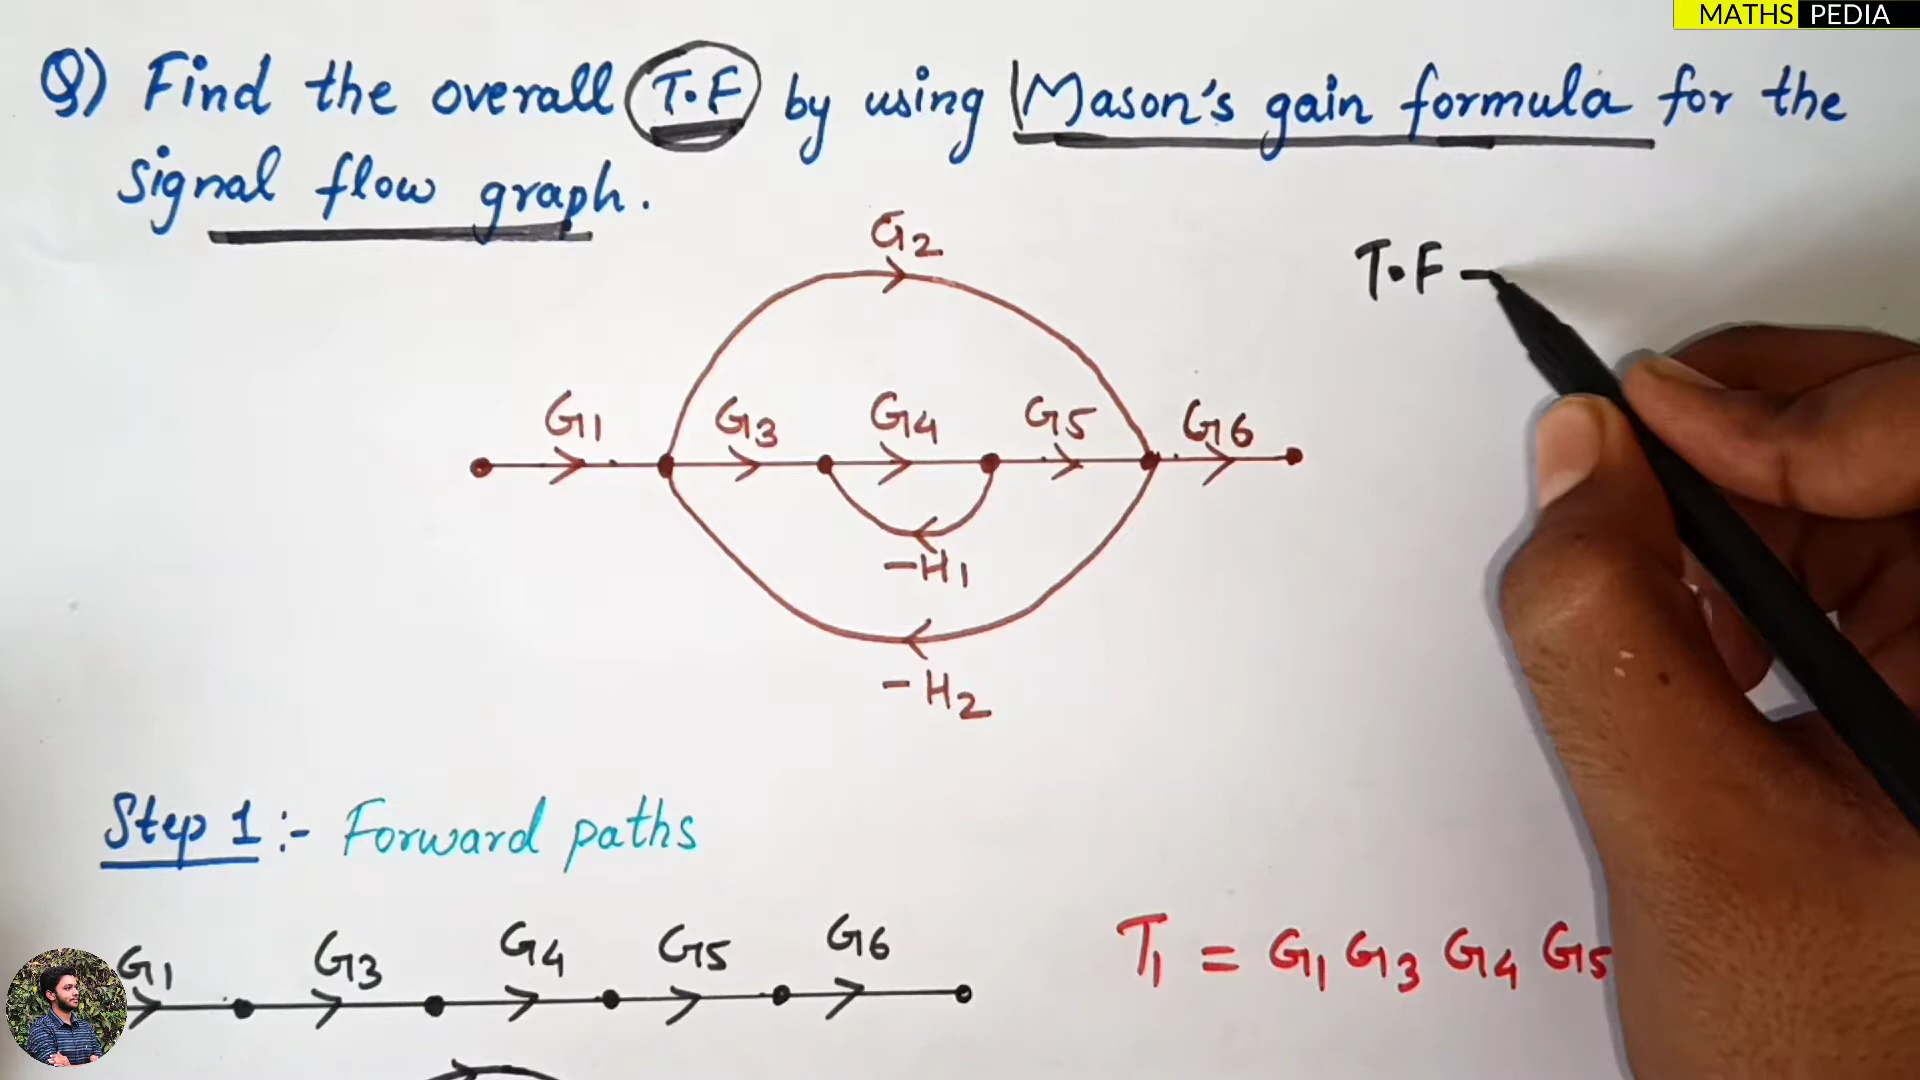 MATHS PEDIA
Q) Find the overall T.F by using Mason's gain formula for the
signal flow graph.
G2
T.F
G1 G3 G4 G5 G6
-H1
-H2
Step 1 :- Forward paths
G1 G3 G4 G5 G6
T1 = G1 G3 G4 G5